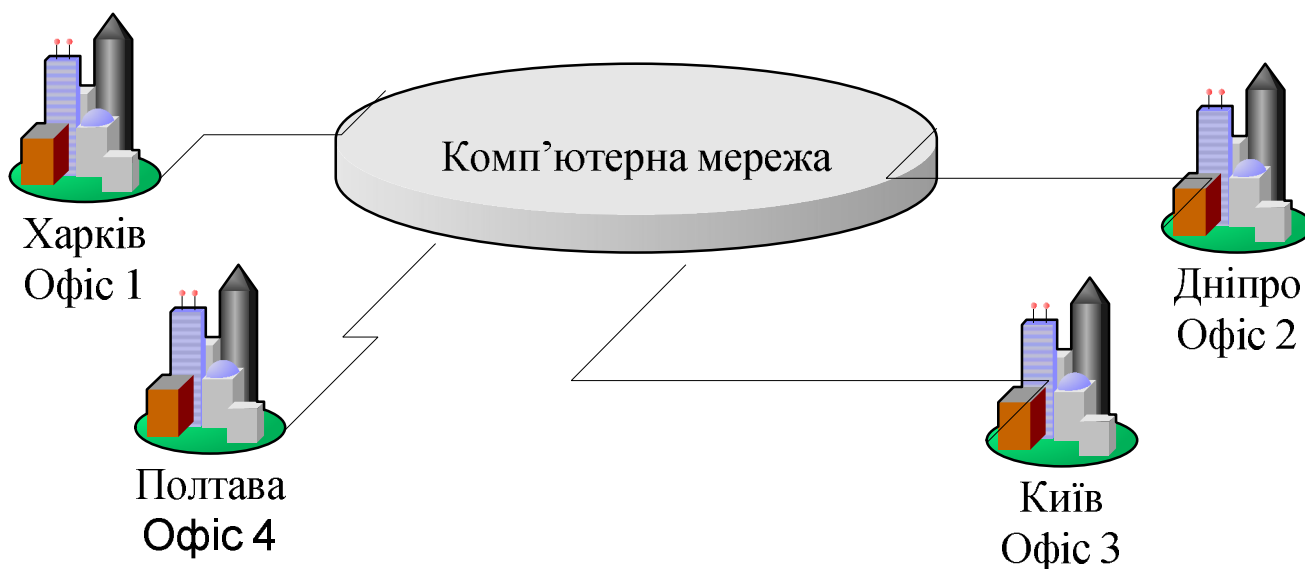 Комп’ютерна мережа
Харків
Офіс 1
Дніпро
Офіс 2
Полтава
Офіс 4
Київ
Офіс 3